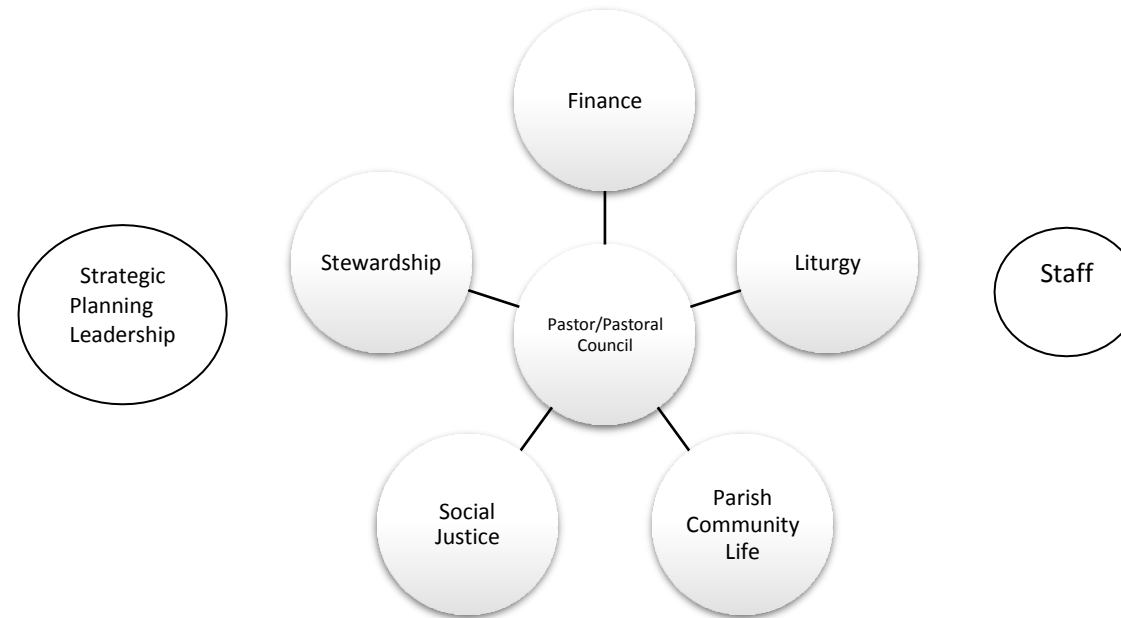 Finance
Stewardship
Liturgy
Strategic
Planning
Leadership
Staff
Pastor/Pastoral
Council
Social
Justice
Parish
Community
Life